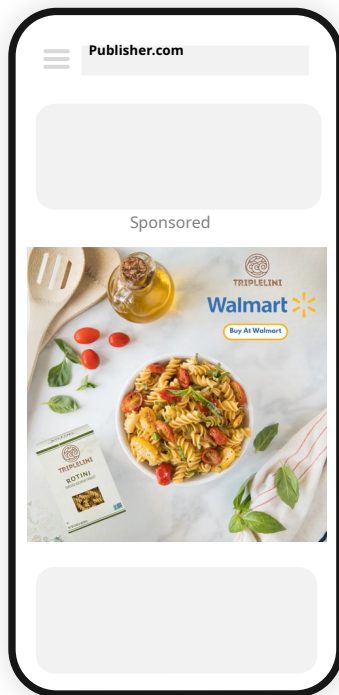 Publisher.com
Sponsored
TRIPLELINI
Walmart
Buy At Walmart
TRIPLELINI
ROTINI